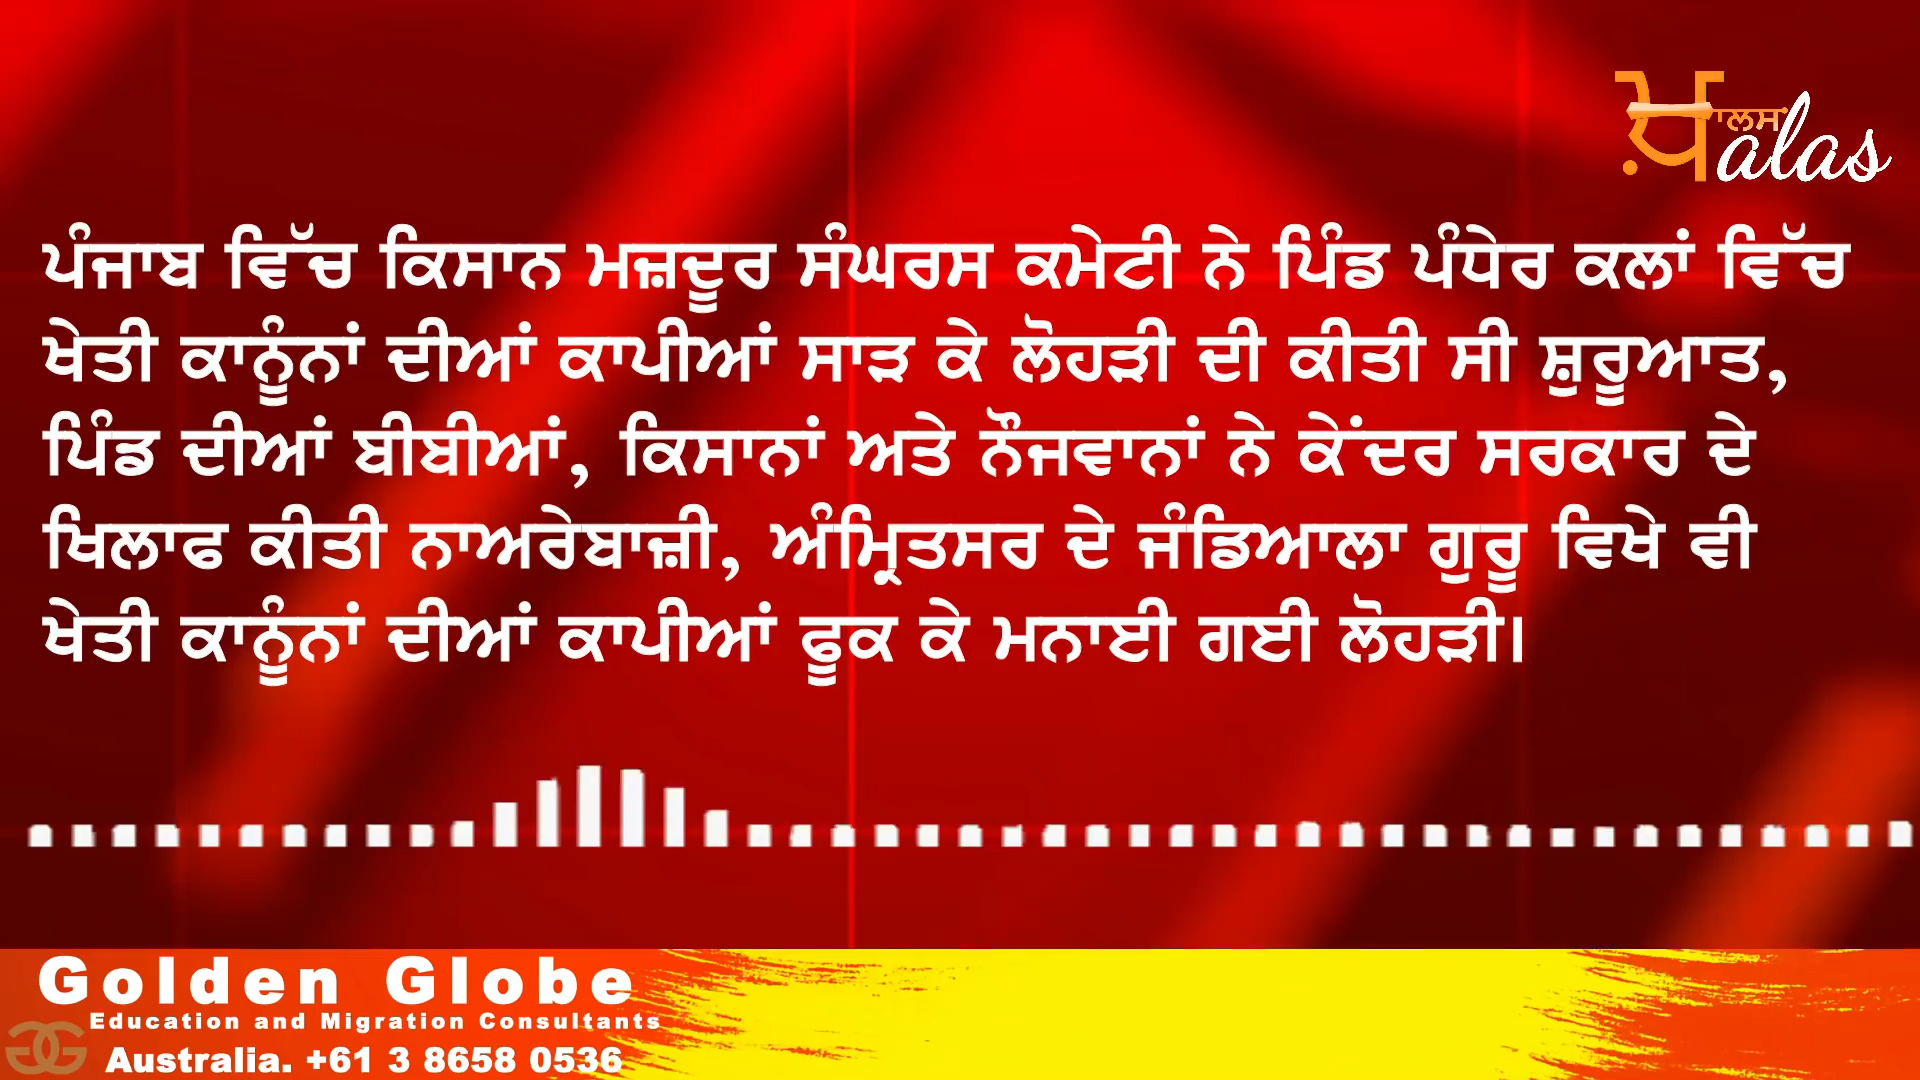 ਖ਼ਾਲਸ
alas
ਪੰਜਾਬ ਵਿੱਚ ਕਿਸਾਨ ਮਜ਼ਦੂਰ ਸੰਘਰਸ ਕਮੇਟੀ ਨੇ ਪਿੰਡ ਪੰਧੇਰ ਕਲਾਂ ਵਿੱਚ
ਖੇਤੀ ਕਾਨੂੰਨਾਂ ਦੀਆਂ ਕਾਪੀਆਂ ਸਾੜ ਕੇ ਲੋਹੜੀ ਦੀ ਕੀਤੀ ਸੀ ਸ਼ੁਰੂਆਤ,
ਪਿੰਡ ਦੀਆਂ ਬੀਬੀਆਂ, ਕਿਸਾਨਾਂ ਅਤੇ ਨੌਜਵਾਨਾਂ ਨੇ ਕੇਂਦਰ ਸਰਕਾਰ ਦੇ
ਖਿਲਾਫ ਕੀਤੀ ਨਾਅਰੇਬਾਜ਼ੀ, ਅੰਮ੍ਰਿਤਸਰ ਦੇ ਜੰਡਿਆਲਾ ਗੁਰੂ ਵਿਖੇ ਵੀ
ਖੇਤੀ ਕਾਨੂੰਨਾਂ ਦੀਆਂ ਕਾਪੀਆਂ ਫੂਕ ਕੇ ਮਨਾਈ ਗਈ ਲੋਹੜੀ।
Golden Globe
Education and Migration Consultants
Australia. +61 3 8658 0536